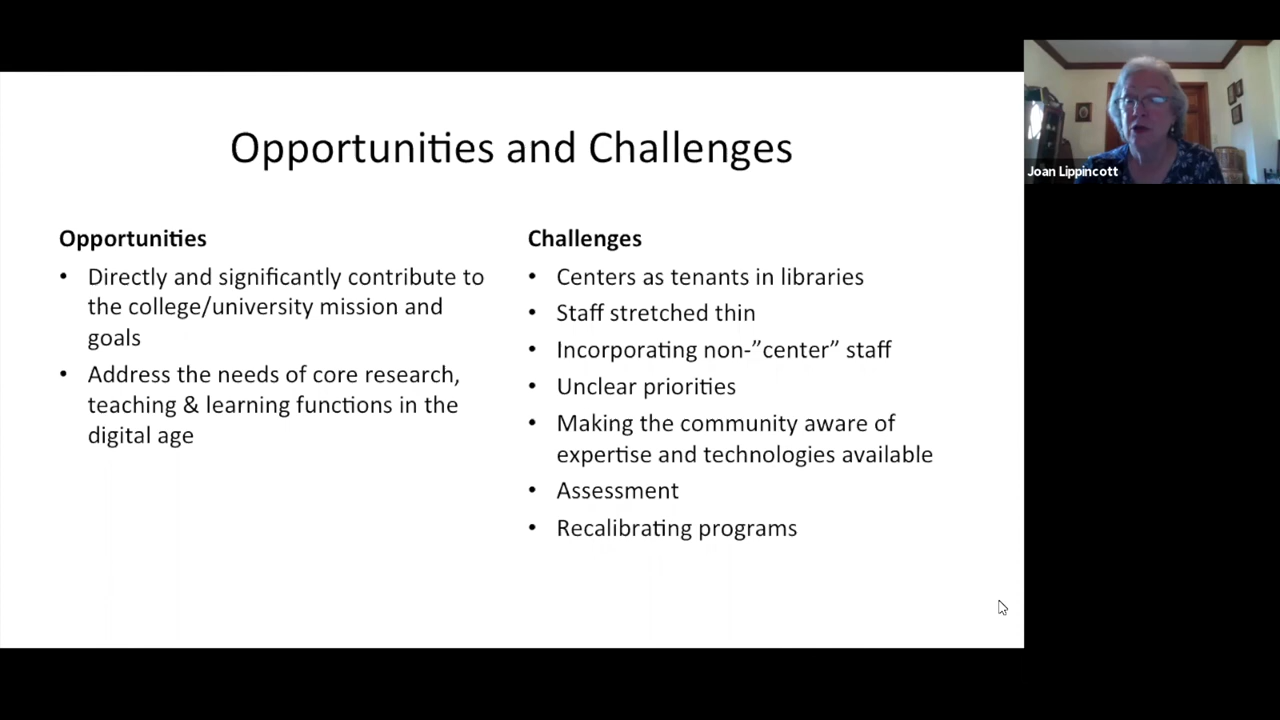 Opportunities and Challenges
Opportunities
• Directly and significantly contribute to
the college/university mission and
goals
• Address the needs of core research,
teaching & learning functions in the
digital age
Challenges
• Centers as tenants in libraries
• Staff stretched thin
• Incorporating non-”center” staff
• Unclear priorities
• Making the community aware of
expertise and technologies available
• Assessment
• Recalibrating programs
Joan Lippincott